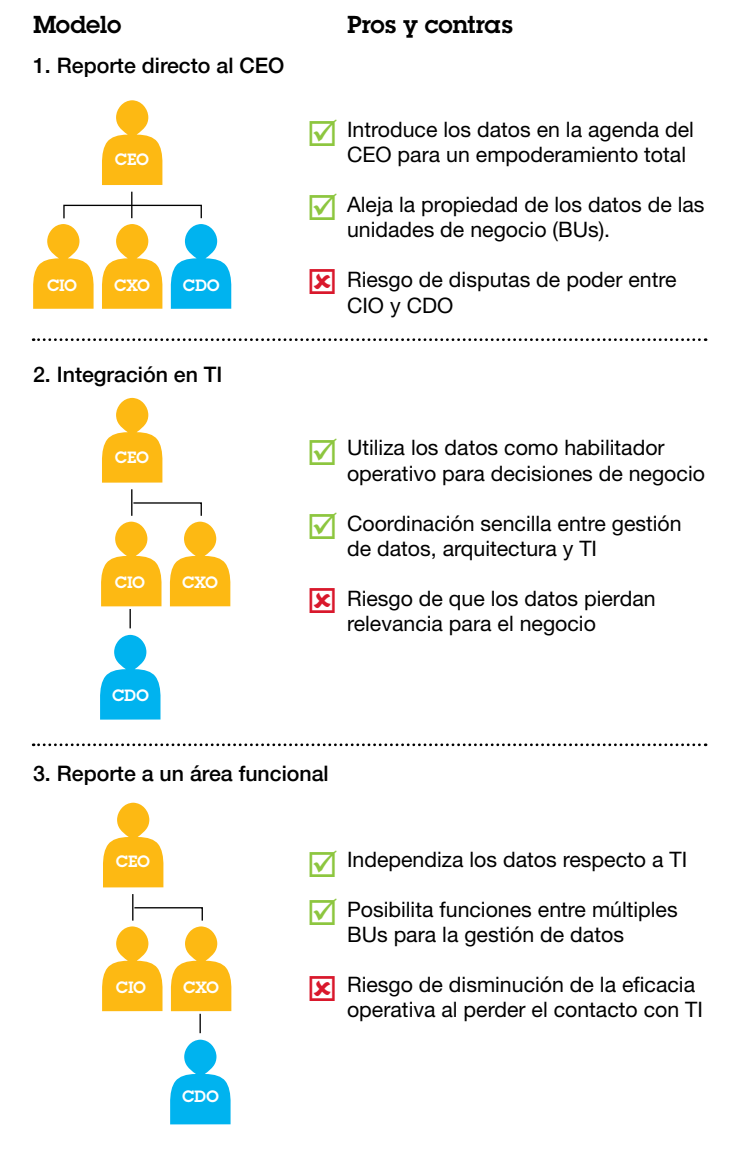 Modelo
Pros y contras
1. Reporte directo al CEO
CEO
CIO
CXO
CDO
Introduce los datos en la agenda del
CEO para un empoderamiento total
Aleja la propiedad de los datos de las
unidades de negocio (BUs).
Riesgo de disputas de poder entre
CIO y CDO
2. Integración en TI
CEO
CIO
CXO
CDO
Utiliza los datos como habilitador
operativo para decisiones de negocio
Coordinación sencilla entre gestión
de datos, arquitectura y TI
Riesgo de que los datos pierdan
relevancia para el negocio
3. Reporte a un área funcional
CEO
CIO
CXO
CDO
Independiza los datos respecto a TI
Posibilita funciones entre múltiples
BUs para la gestión de datos
Riesgo de disminución de la eficacia
operativa al perder el contacto con TI